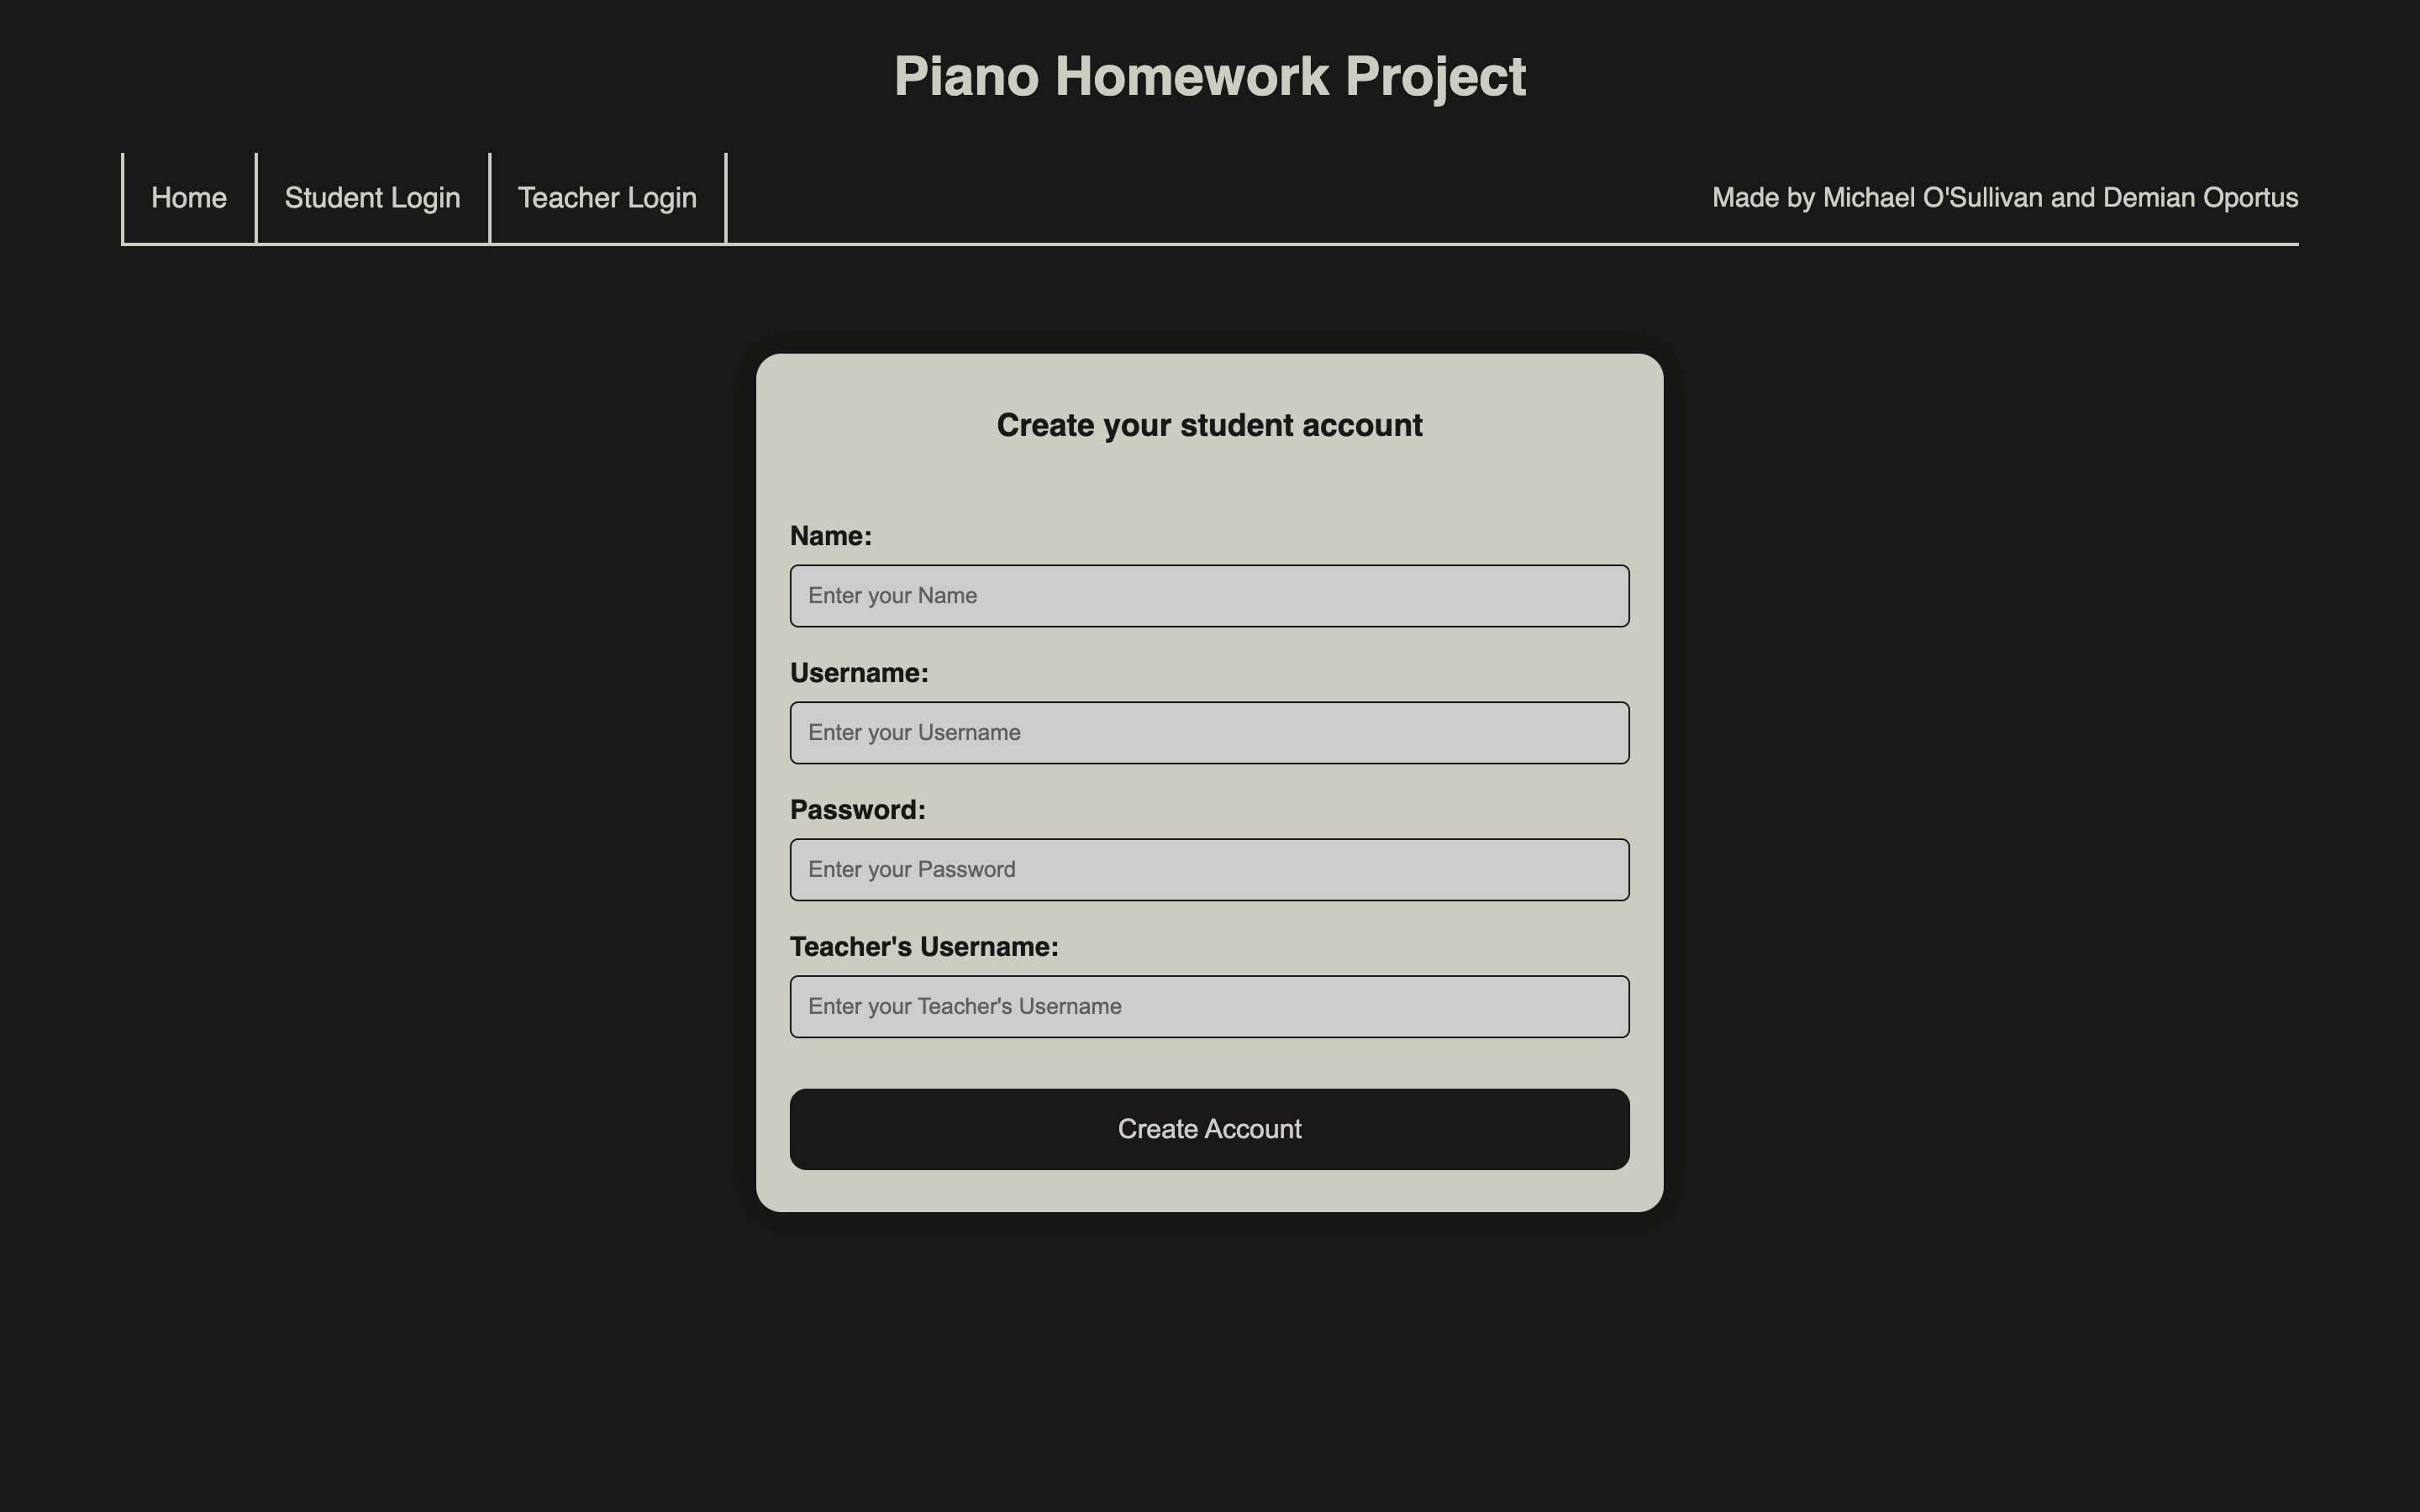 Piano Homework Project
Home
Student Login
Teacher Login
Made by Michael O'Sullivan and Demian Oportus
Create your student account
Name:
Enter your Name
Username:
Enter your Username
Password:
Enter your Password
Teacher's Username:
Enter your Teacher's Username
Create Account